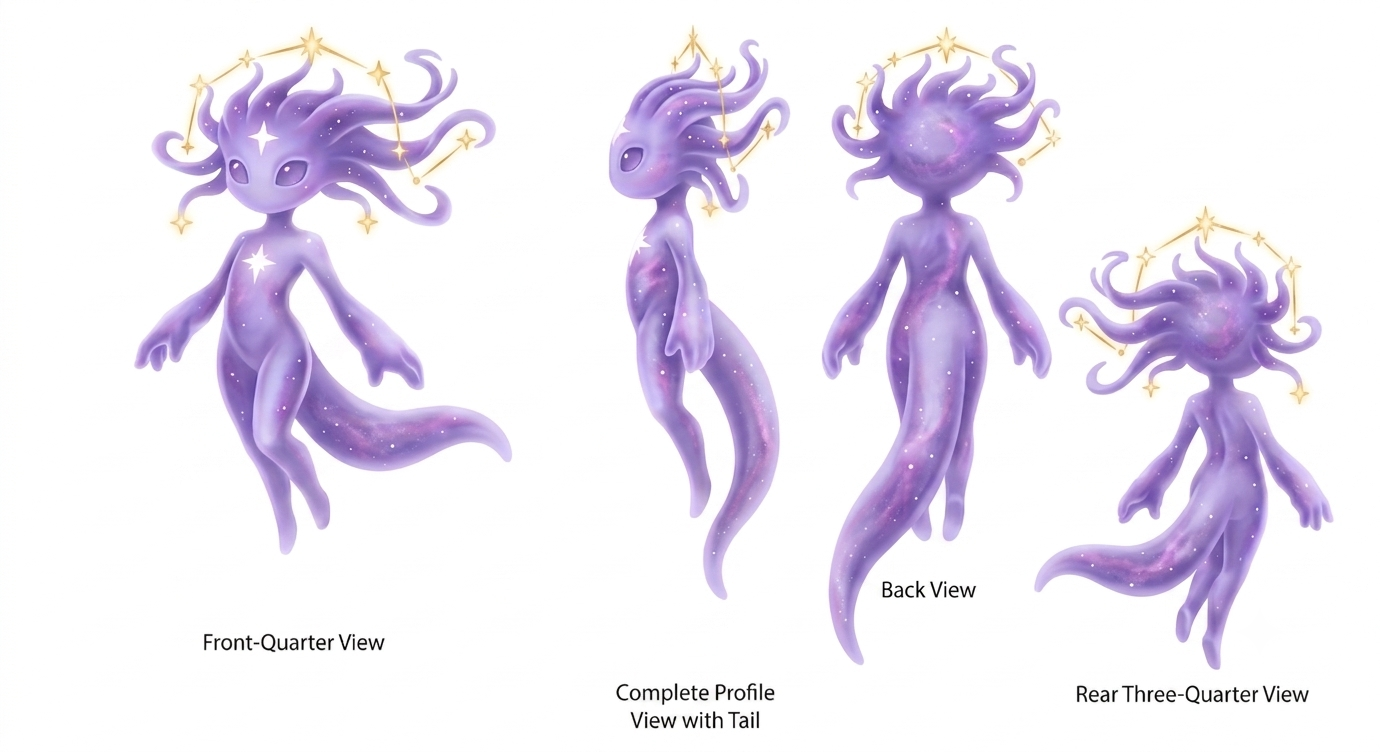 Front-Quarter View
Complete Profile
View with Tail
Back View
Rear Three-Quarter View